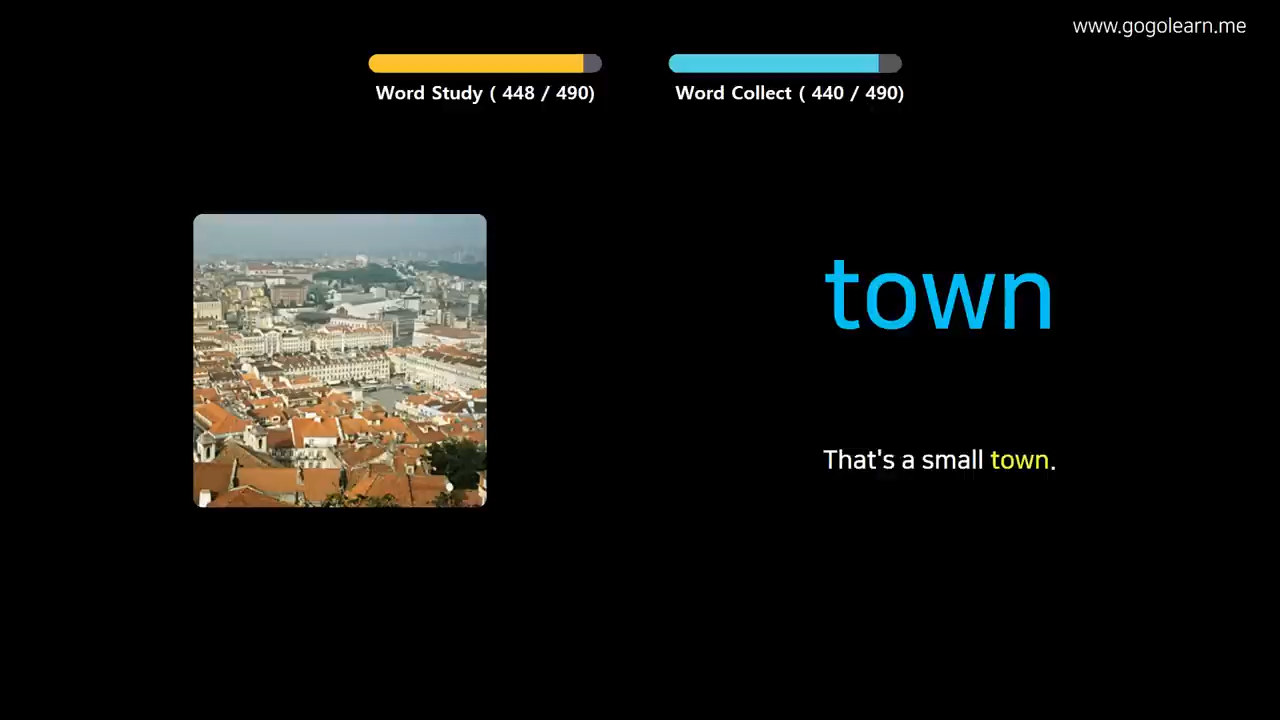 www.gogolearn.me
Word Study ( 448 / 490)
Word Collect ( 440 / 490)
town
That's a small town.